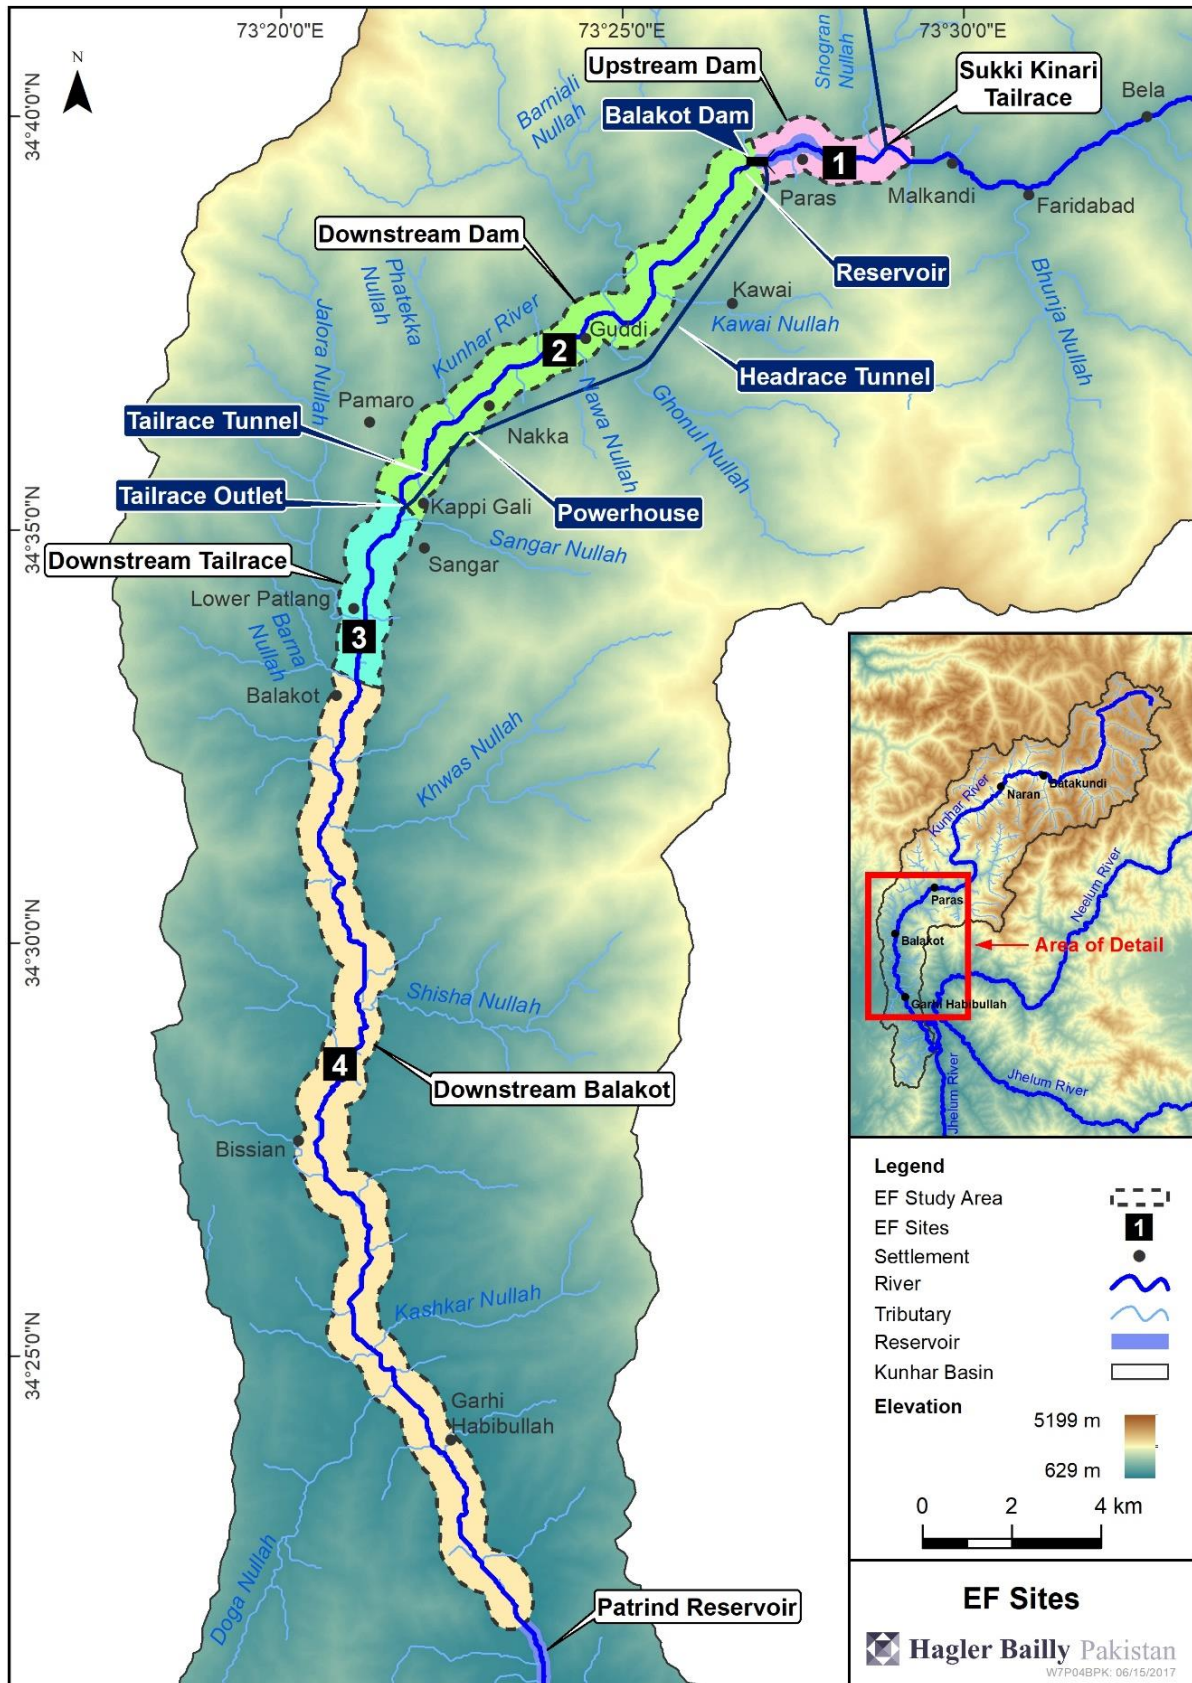 73°20'0"E
73°25'0"E
73°30'0"E
N
Upstream Dam
Shogran
Nullah
Sukki Kinari
Tailrace
Bela
Balakot Dam
Barniali
Nullah
34°40'0"N
1
Paras
Malkandi
Faridabad
Downstream Dam
Reservoir
Phatekka
Nullah
Jalora Nullah
Kunhar River
Kawai
Kawai Nullah
Bhunja Nullah
Guddi
2
Headrace Tunnel
Pamaro
Nawa Nullah
Ghonul Nullah
Tailrace Tunnel
Nakka
Tailrace Outlet
Kappi Gali
Powerhouse
34°35'0"N
Sangar Nullah
Downstream Tailrace
Sangar
Lower Patlang
3
Barna
Nullah
Balakot
Khwas Nullah
34°30'0"N
Shisha Nullah
4
Downstream Balakot
Bissian
Kashkar Nullah
34°25'0"N
Garhi
Habibullah
Doga Nullah
Patrind Reservoir
Batakundi
Naran
Kunhar River
Neelum River
Paras
Balakot
Area of Detail
Garhi Habibullah
Jhelum River
Jhelum River
Legend
EF Study Area
EF Sites
1
Settlement
River
Tributary
Reservoir
Kunhar Basin
Elevation
5199 m
629 m
0 2 4 km
EF Sites
Hagler Bailly Pakistan
W7P04BPK: 06/15/2017